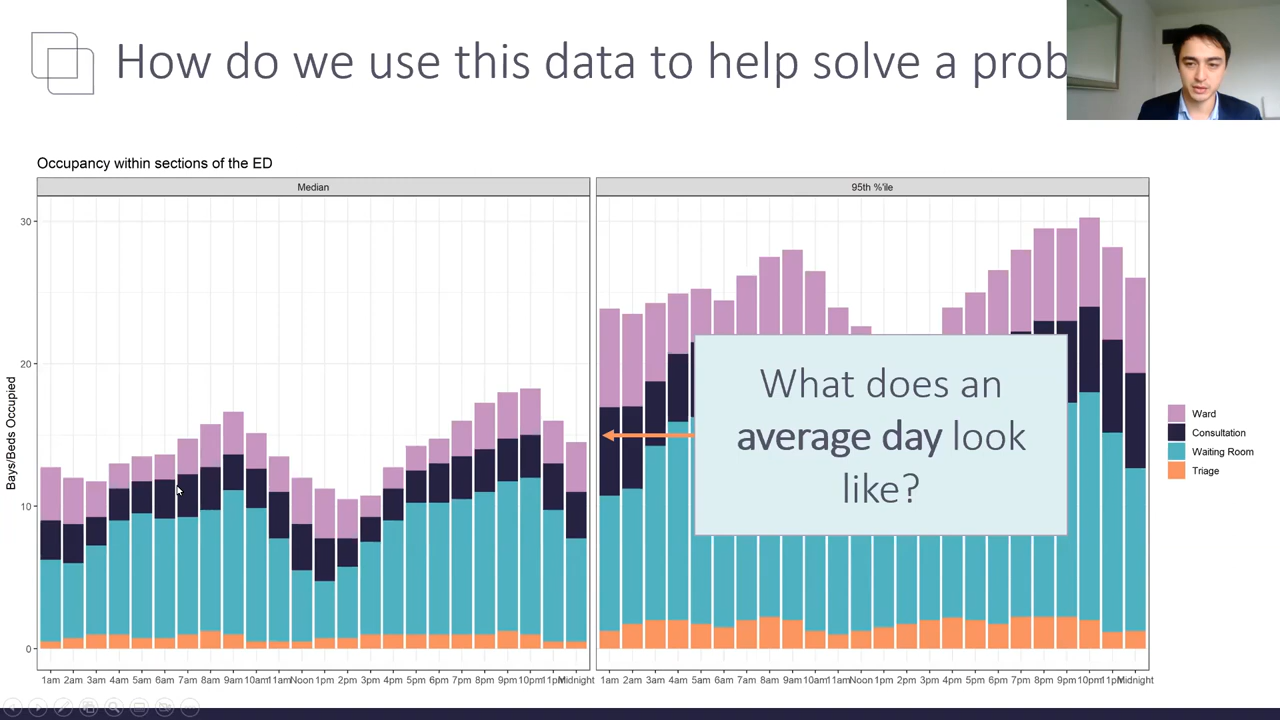 How do we use this data to help solve a prob
Occupancy within sections of the ED
Median
95th %'ile
Bays/Beds Occupied
30
20
10
0
1am 2am 3am 4am 5am 6am 7am 8am 9am 10am 11am Noon 1pm 2pm 3pm 4pm 5pm 6pm 7pm 8pm 9pm 10pm 11pm Midnight
1am 2am 3am 4am 5am 6am 7am 8am 9am 10am 11am Noon 1pm 2pm 3pm 4pm 5pm 6pm 7pm 8pm 9pm 10pm 11pm Midnight
What does an
average day look
like?
Ward
Consultation
Waiting Room
Triage